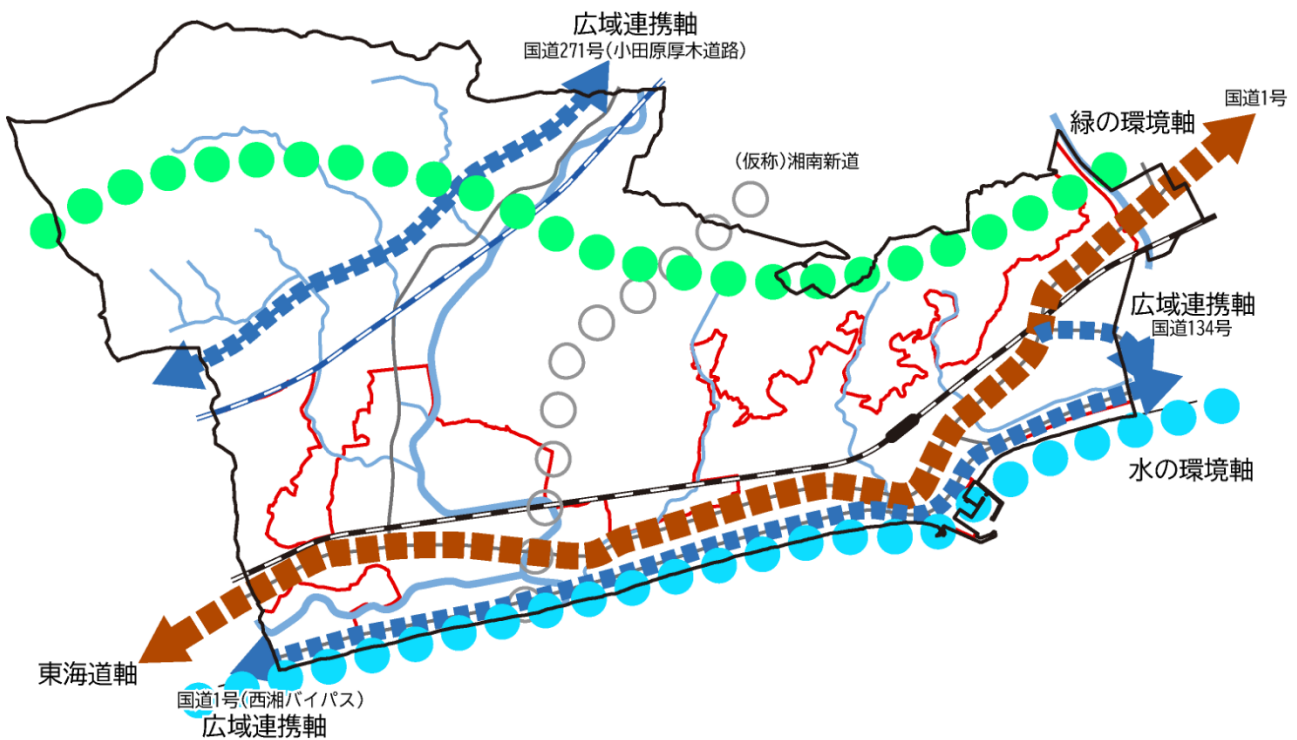 広域連携軸
国道271号(小田原厚木道路)
国道1号
緑の環境軸
(仮称)湘南新道
広域連携軸
国道134号
水の環境軸
東海道軸
国道1号(西湘バイパス)
広域連携軸